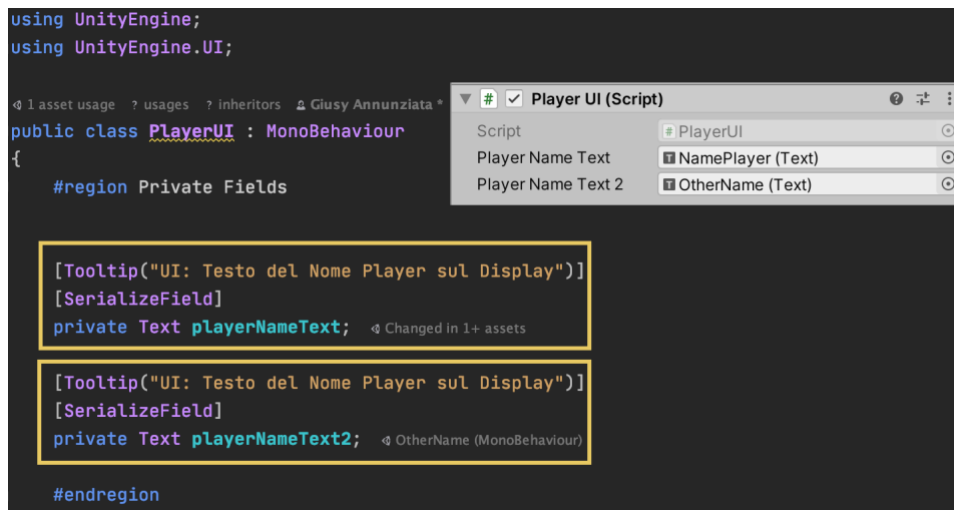 using UnityEngine;
using UnityEngine.UI;
1 asset usage ? usages ? inheritors Giusy Annunziata *
public class PlayerUI : MonoBehaviour
{
#region Private Fields
# Player UI (Script)
Script # PlayerUI
Player Name Text NamePlayer (Text)
Player Name Text 2 OtherName (Text)
[Tooltip("UI: Testo del Nome Player sul Display")]
[SerializeField]
private Text playerNameText; Changed in 1+ assets
[Tooltip("UI: Testo del Nome Player sul Display")]
[SerializeField]
private Text playerNameText2; OtherName (MonoBehaviour)
#endregion